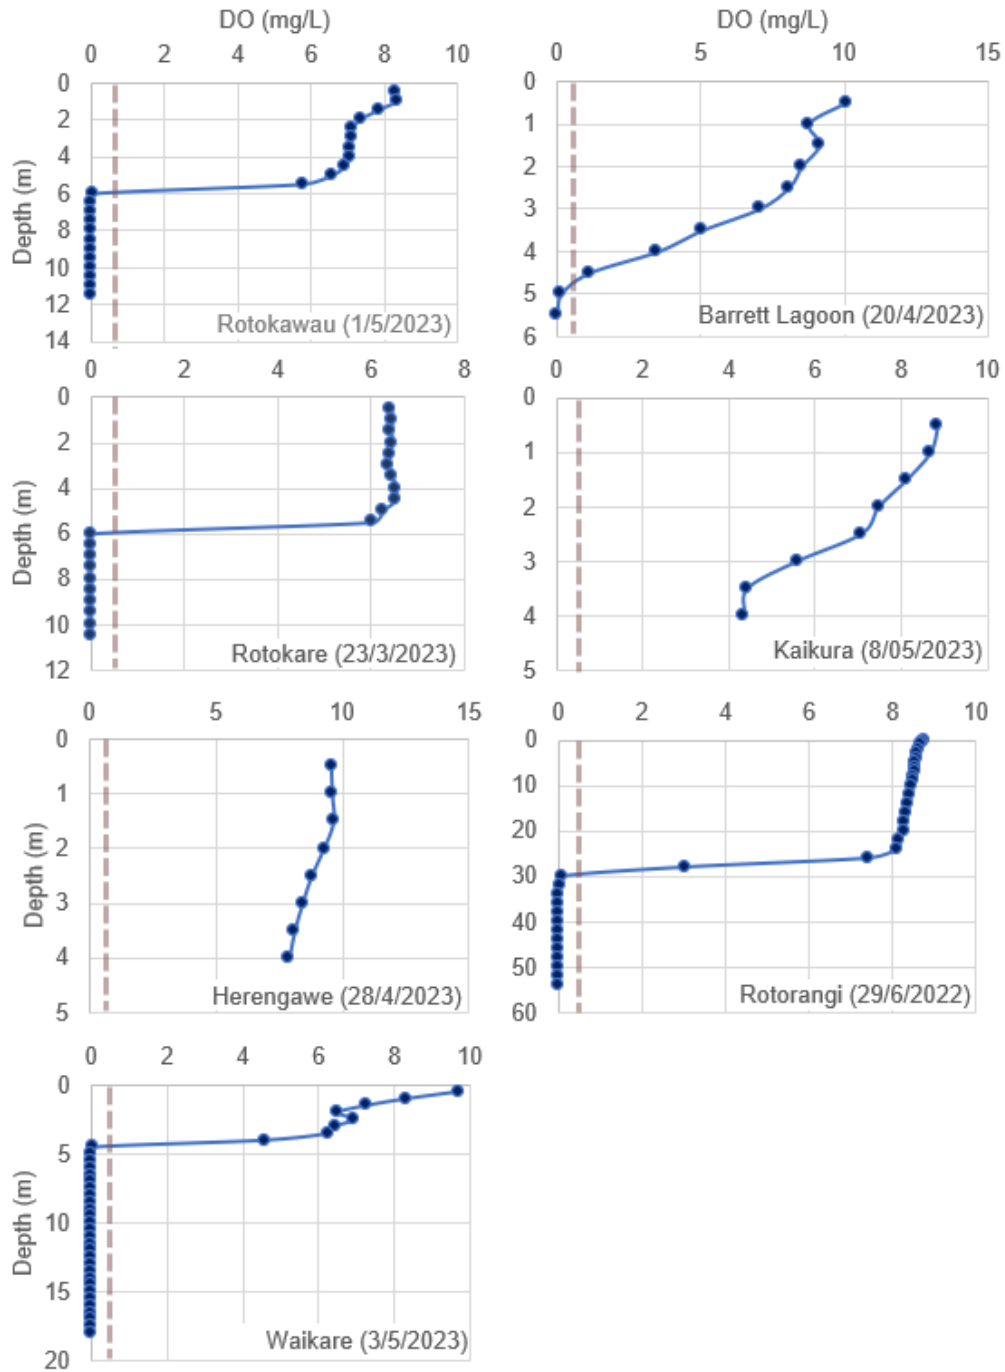 DO (mg/L)
0 2 4 6 8 10
0
2
4
6
8
10
12
14
Depth (m)
Rotokawau (1/5/2023)
DO (mg/L)
0 5 10 15
0
1
2
3
4
5
6
Barrett Lagoon (20/4/2023)
0 2 4 6 8
0
2
4
6
8
10
12
Depth (m)
Rotokare (23/3/2023)
0 2 4 6 8 10
0
1
2
3
4
5
Kaikura (8/05/2023)
0 5 10 15
0
1
2
3
4
5
Depth (m)
Herengawe (28/4/2023)
0 2 4 6 8 10
0
10
20
30
40
50
60
Rotorangi (29/6/2022)
0 2 4 6 8 10
0
5
10
15
20
Depth (m)
Waikare (3/5/2023)